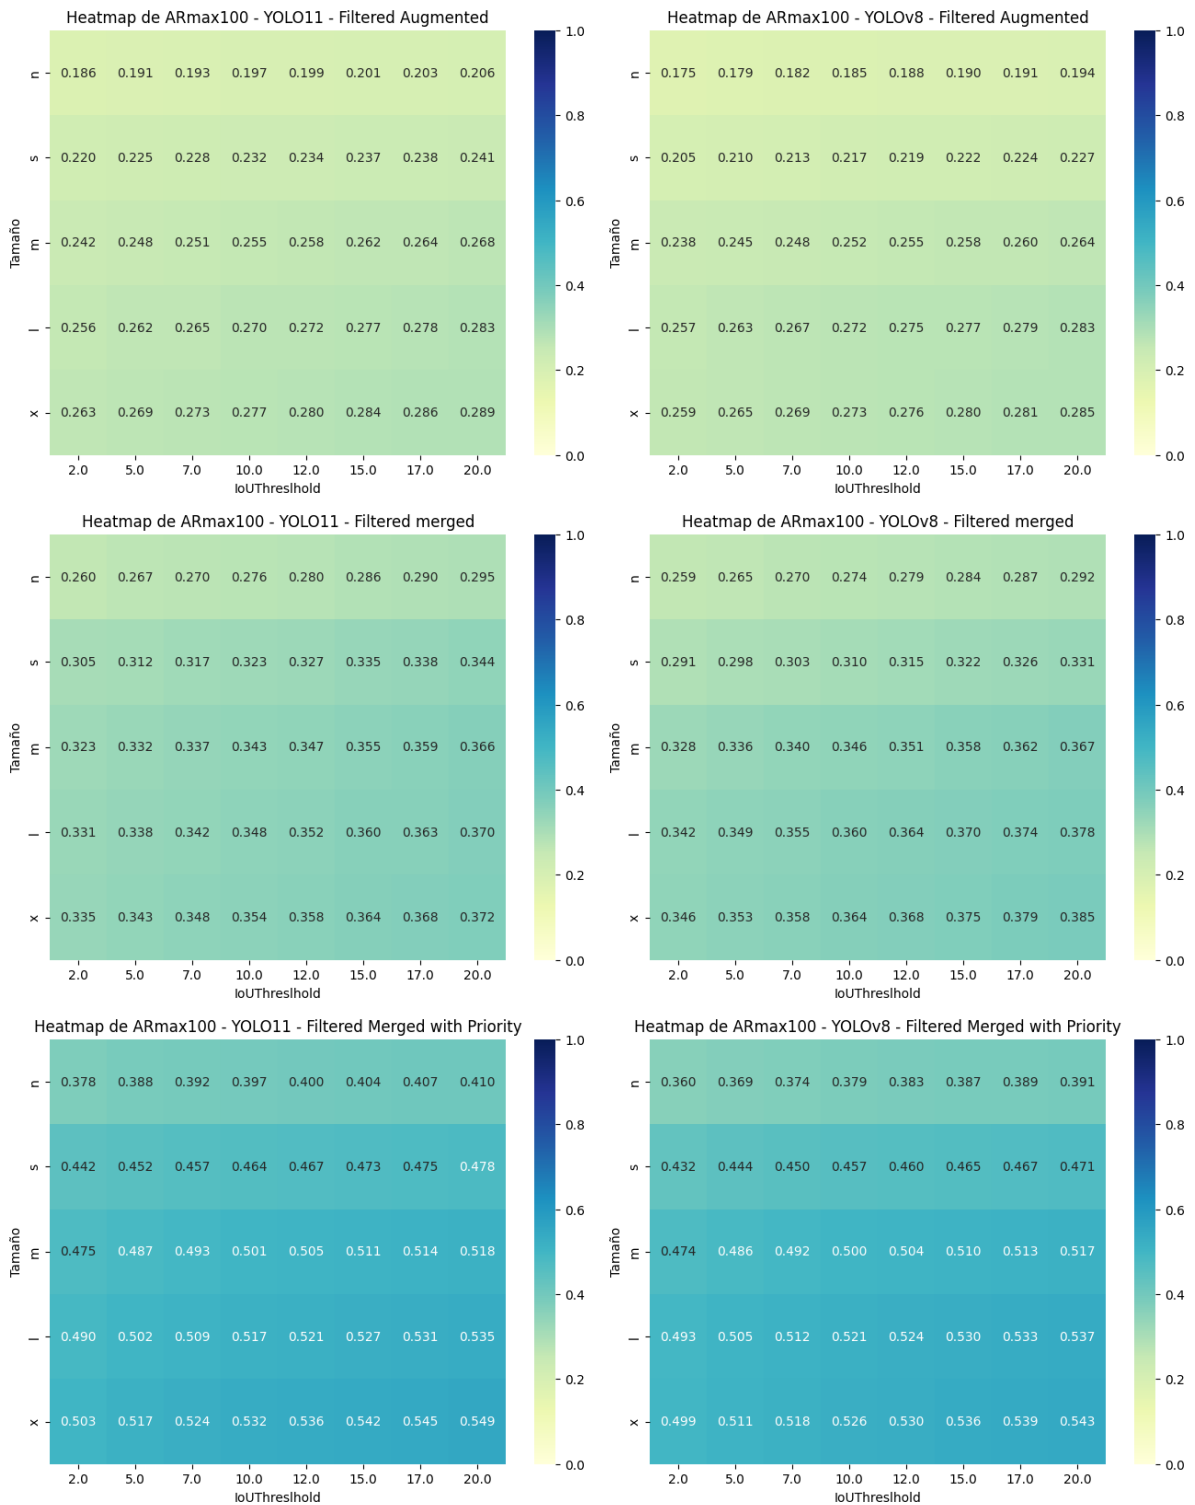 Heatmap de ARmax100 - YOLO11 - Filtered Augmented
n 0.186 0.191 0.193 0.197 0.199 0.201 0.203 0.206
s 0.220 0.225 0.228 0.232 0.234 0.237 0.238 0.241
m 0.242 0.248 0.251 0.255 0.258 0.262 0.264 0.268
l 0.256 0.262 0.265 0.270 0.272 0.277 0.278 0.283
x 0.263 0.269 0.273 0.277 0.280 0.284 0.286 0.289
Tamaño
2.0 5.0 7.0 10.0 12.0 15.0 17.0 20.0
IoUThreslhold
1.0
0.8
0.6
0.4
0.2
0.0
Heatmap de ARmax100 - YOLOv8 - Filtered Augmented
n 0.175 0.179 0.182 0.185 0.188 0.190 0.191 0.194
s 0.205 0.210 0.213 0.217 0.219 0.222 0.224 0.227
m 0.238 0.245 0.248 0.252 0.255 0.258 0.260 0.264
l 0.257 0.263 0.267 0.272 0.275 0.277 0.279 0.283
x 0.259 0.265 0.269 0.273 0.276 0.280 0.281 0.285
Tamaño
2.0 5.0 7.0 10.0 12.0 15.0 17.0 20.0
IoUThreslhold
1.0
0.8
0.6
0.4
0.2
0.0
Heatmap de ARmax100 - YOLO11 - Filtered merged
n 0.260 0.267 0.270 0.276 0.280 0.286 0.290 0.295
s 0.305 0.312 0.317 0.323 0.327 0.335 0.338 0.344
m 0.323 0.332 0.337 0.343 0.347 0.355 0.359 0.366
l 0.331 0.338 0.342 0.348 0.352 0.360 0.363 0.370
x 0.335 0.343 0.348 0.354 0.358 0.364 0.368 0.372
Tamaño
2.0 5.0 7.0 10.0 12.0 15.0 17.0 20.0
IoUThreslhold
1.0
0.8
0.6
0.4
0.2
0.0
Heatmap de ARmax100 - YOLOv8 - Filtered merged
n 0.259 0.265 0.270 0.274 0.279 0.284 0.287 0.292
s 0.291 0.298 0.303 0.310 0.315 0.322 0.326 0.331
m 0.328 0.336 0.340 0.346 0.351 0.358 0.362 0.367
l 0.342 0.349 0.355 0.360 0.364 0.370 0.374 0.378
x 0.346 0.353 0.358 0.364 0.368 0.375 0.379 0.385
Tamaño
2.0 5.0 7.0 10.0 12.0 15.0 17.0 20.0
IoUThreslhold
1.0
0.8
0.6
0.4
0.2
0.0
Heatmap de ARmax100 - YOLO11 - Filtered Merged with Priority
n 0.378 0.388 0.392 0.397 0.400 0.404 0.407 0.410
s 0.442 0.452 0.457 0.464 0.467 0.473 0.475 0.478
m 0.475 0.487 0.493 0.501 0.505 0.511 0.514 0.518
l 0.490 0.502 0.509 0.517 0.521 0.527 0.531 0.535
x 0.503 0.517 0.524 0.532 0.536 0.542 0.545 0.549
Tamaño
2.0 5.0 7.0 10.0 12.0 15.0 17.0 20.0
IoUThreslhold
1.0
0.8
0.6
0.4
0.2
0.0
Heatmap de ARmax100 - YOLOv8 - Filtered Merged with Priority
n 0.360 0.369 0.374 0.379 0.383 0.387 0.389 0.391
s 0.432 0.444 0.450 0.457 0.460 0.465 0.467 0.471
m 0.474 0.486 0.492 0.500 0.504 0.510 0.513 0.517
l 0.493 0.505 0.512 0.521 0.524 0.530 0.533 0.537
x 0.499 0.511 0.518 0.526 0.530 0.536 0.539 0.543
Tamaño
2.0 5.0 7.0 10.0 12.0 15.0 17.0 20.0
IoUThreslhold
1.0
0.8
0.6
0.4
0.2
0.0